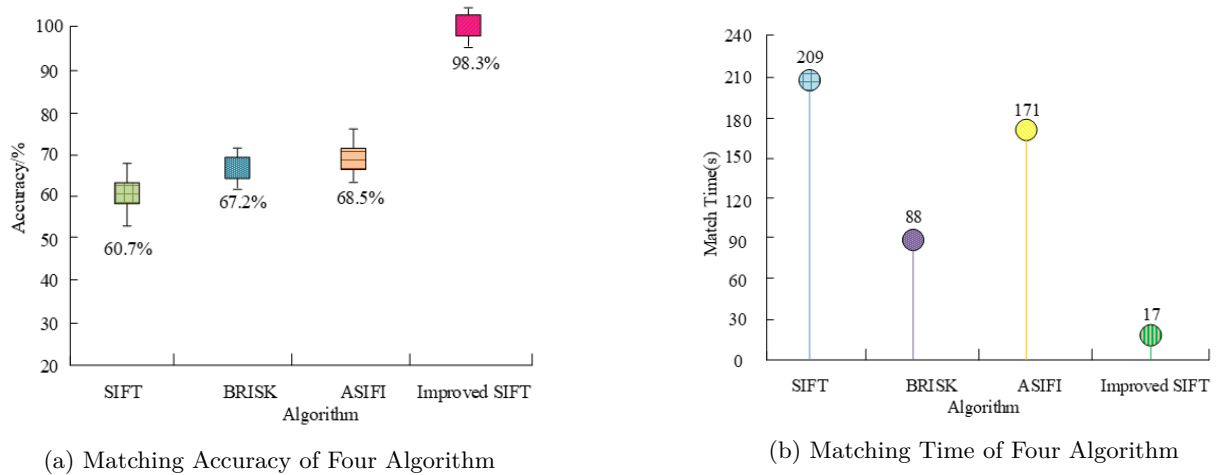 100
90
80
70
60
50
40
30
20
Accuracy/%
60.7%
67.2%
68.5%
98.3%
SIFT
BRISK
ASIFI
Improved SIFT
Algorithm
(a) Matching Accuracy of Four Algorithm
240
210
180
150
120
90
60
30
0
Match Time(s)
209
88
171
17
SIFT
BRISK
ASIFI
Improved SIFT
Algorithm
(b) Matching Time of Four Algorithm